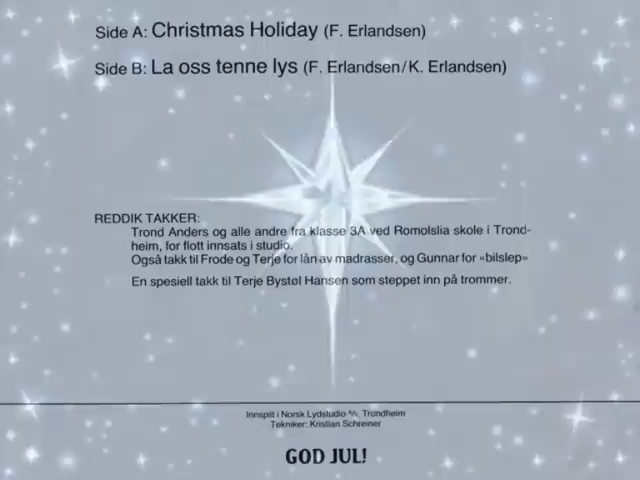 Side A: Christmas Holiday (F. Erlandsen)
Side B: La oss tenne lys (F. Erlandsen/K. Erlandsen)
REDDIK TAKKER:
Trond Anders og alle andre fra klasse 3A ved Romolslia skole i Trond-
heim, for flott innsats i studio.
Også takk til Frode og Terje for lån av madrasser, og Gunnar for «bilslep»
En spesiell takk til Terje Bystøl Hansen som steppet inn på trommer.
Innspilt i Norsk Lydstudio A/S, Trondheim
Tekniker: Kristian Schreiner
GOD JUL!